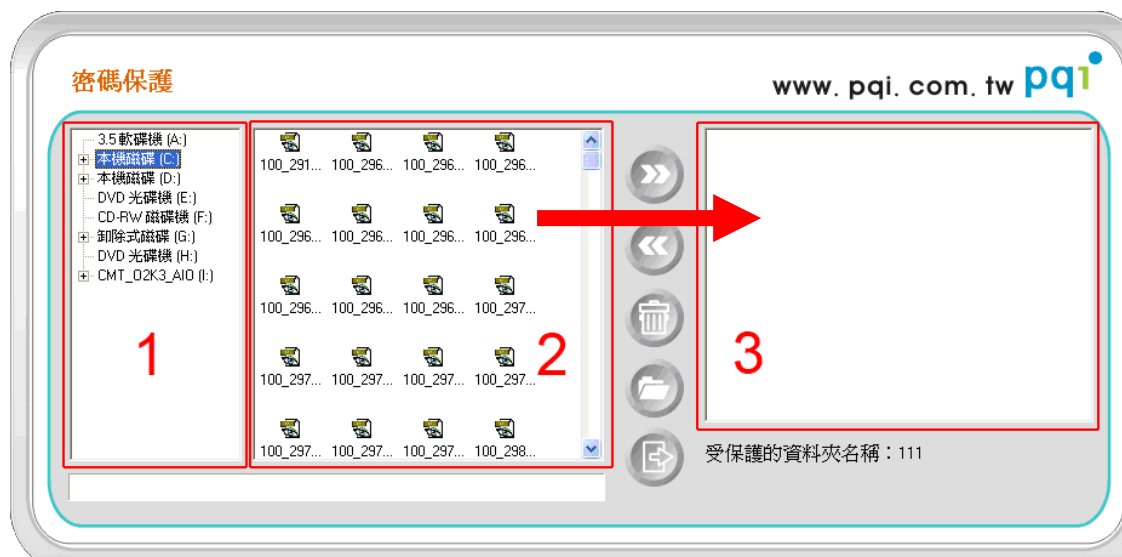 密碼保護
www. pqi. com. tw pqi
3.5 軟碟機 (A:)
本機磁碟 (C:)
本機磁碟 (D:)
DVD 光碟機 (E:)
CD-RW 磁碟機 (F:)
卸除式磁碟 (G:)
DVD 光碟機 (H:)
CMT_02K3_AIO (I:)
1
100_291... 100_296... 100_296... 100_296...
100_296... 100_296... 100_296... 100_296...
100_296... 100_296... 100_296... 100_297...
100_297... 100_297... 100_297... 100_297...
100_297... 100_297... 100_297... 100_298...
2
3
受保護的資料夾名稱：111